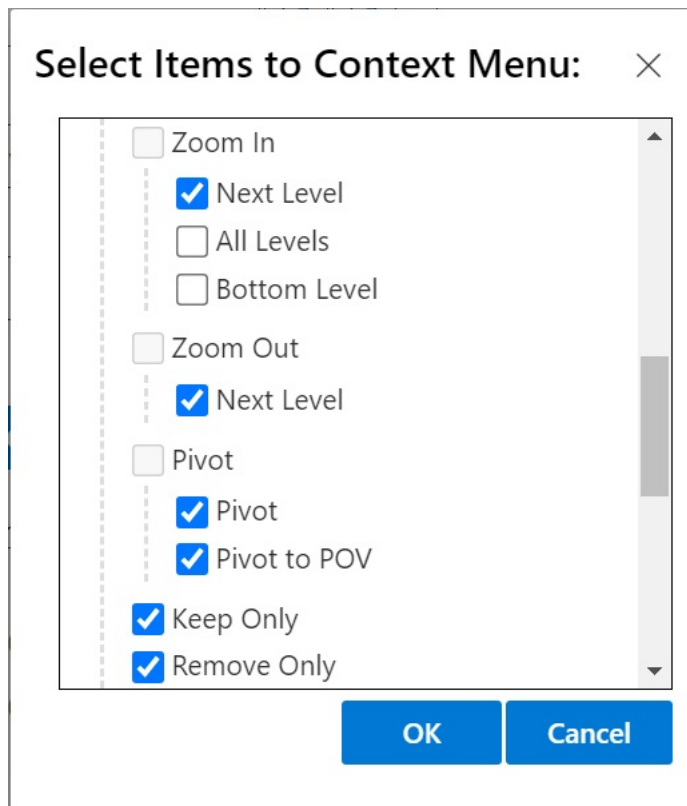 Select Items to Context Menu:
Zoom In
Next Level
All Levels
Bottom Level
Zoom Out
Next Level
Pivot
Pivot
Pivot to POV
Keep Only
Remove Only
OK
Cancel